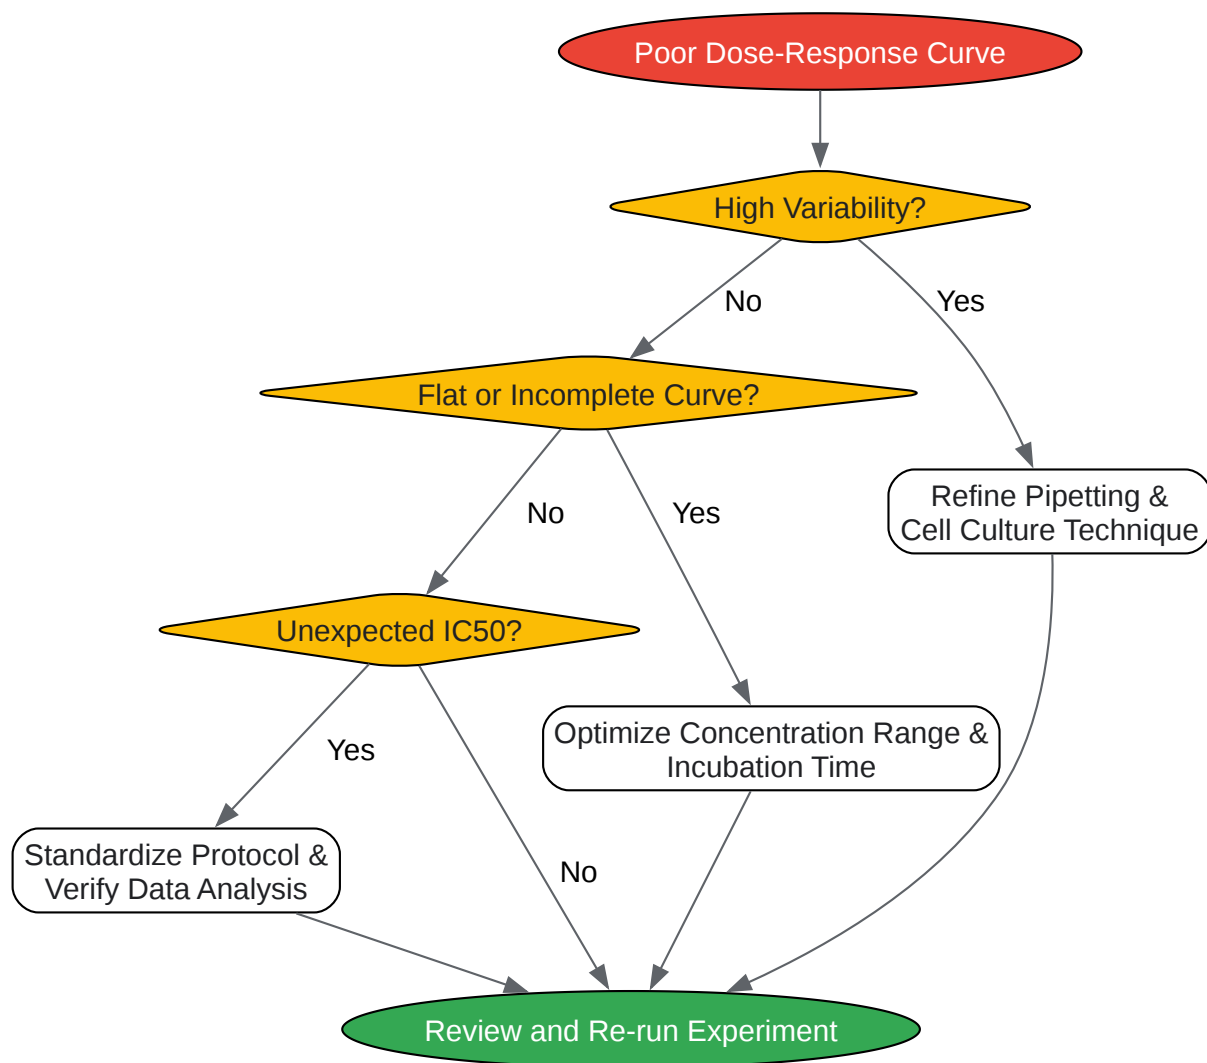 Poor Dose-Response Curve
High Variability?
No
Yes
Flat or Incomplete Curve?
Refine Pipetting &
Cell Culture Technique
No
Yes
Unexpected IC50?
Optimize Concentration Range &
Incubation Time
Yes
Standardize Protocol &
Verify Data Analysis
No
Review and Re-run Experiment